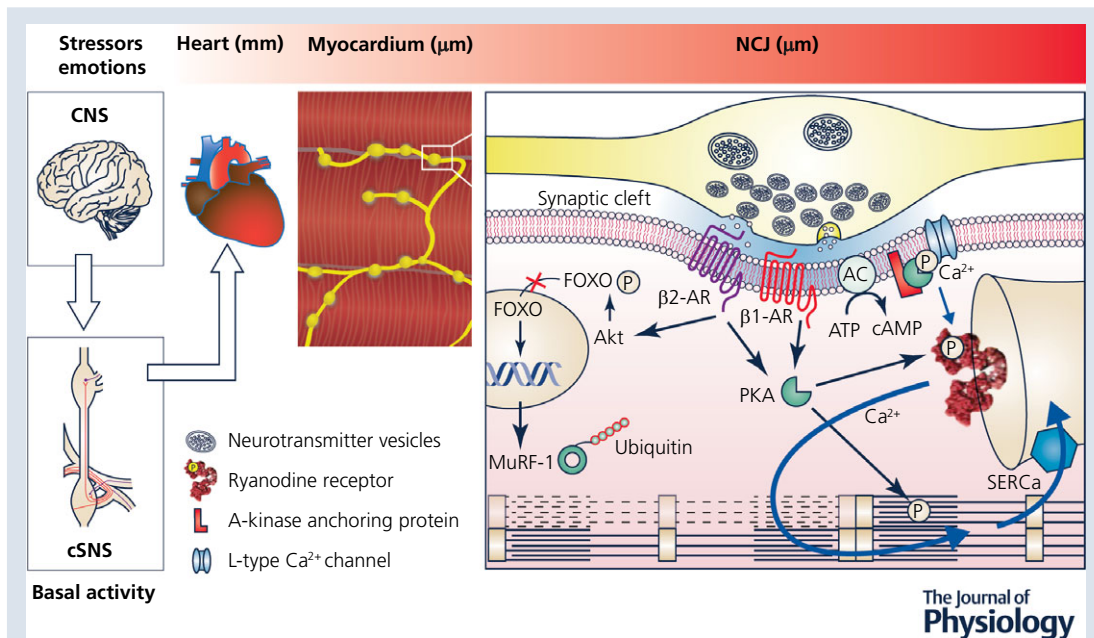 Stressors
emotions
Heart (mm)
Myocardium (μm)
NCJ (μm)
CNS
cSNS
Basal activity
Neurotransmitter vesicles
Ryanodine receptor
A-kinase anchoring protein
L-type Ca²⁺ channel
P
Synaptic cleft
β2-AR
β1-AR
AC
ATP
cAMP
P
Ca²⁺
FOXO
FOXO P
Akt
MuRF-1
Ubiquitin
PKA
Ca²⁺
P
P
SERCa
The Journal of
Physiology